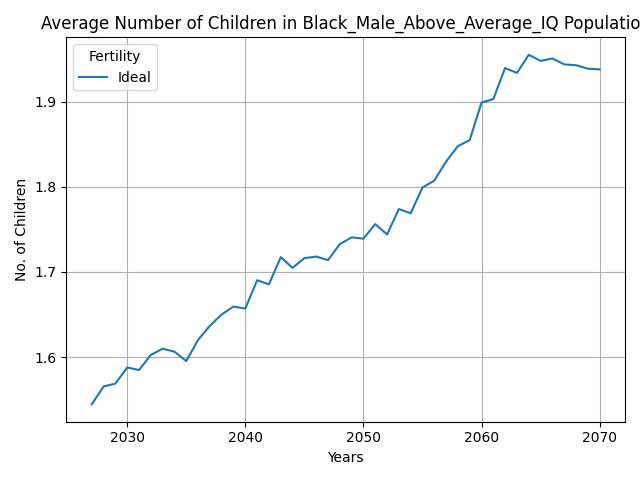 Average Number of Children in Black_Male_Above_Average_IQ Populatio
Fertility
Ideal
No. of Children
1.9
1.8
1.7
1.6
2030 2040 2050 2060 2070
Years